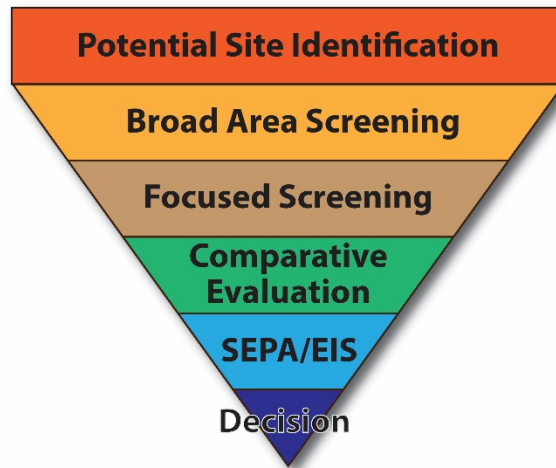 Potential Site Identification
Broad Area Screening
Focused Screening
Comparative
Evaluation
SEPA/EIS
Decision